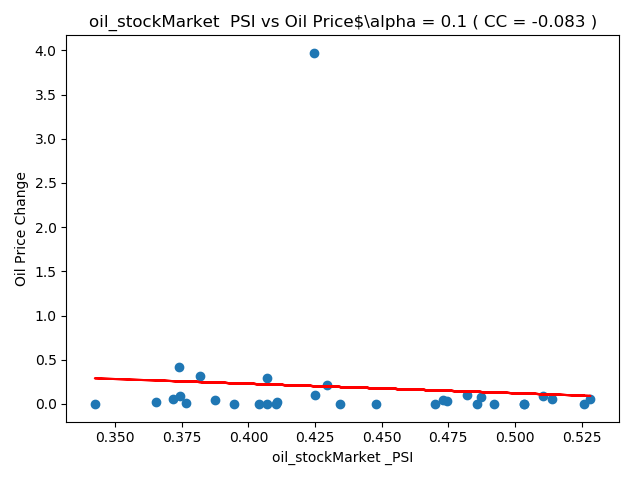 oil_stockMarket  PSI vs Oil Price$\alpha = 0.1 ( CC = -0.083 )
4.0
3.5
3.0
2.5
2.0
1.5
1.0
0.5
0.0
Oil Price Change
0.350 0.375 0.400 0.425 0.450 0.475 0.500 0.525
oil_stockMarket _PSI